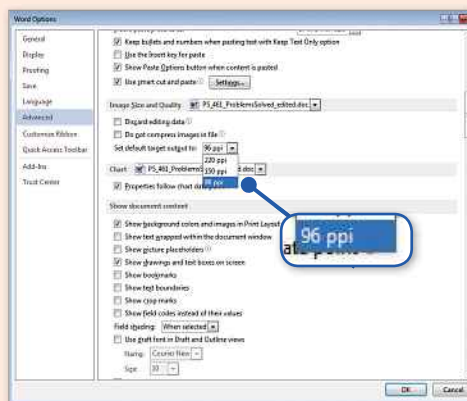 Word Options
General
Display
Proofing
Save
Language
Advanced
Customize Ribbon
Quick Access Toolbar
Add-Ins
Trust Center
Keep bullets and numbers when pasting text with Keep Text Only option
Use the Insert key for paste
Show Paste Options button when content is pasted
Use smart cut and paste Settings...
Image Size and Quality PS_461_ProblemsSolved_edited.doc
Discard editing data
Do not compress images in file
Set default target output to: 96 ppi
220 ppi
150 ppi
96 ppi
Chart
Properties follow chart
Show document content
Show background colors and images in Print Layout
Show text wrapped within the document window
Show picture placeholders
Show drawings and text boxes on screen
Show bookmarks
Show text boundaries
Show crop marks
Show field codes instead of their values
Field shading: When selected
Use draft font in Draft and Outline views
Name: Courier New
Size: 10
96 ppi
OK Cancel